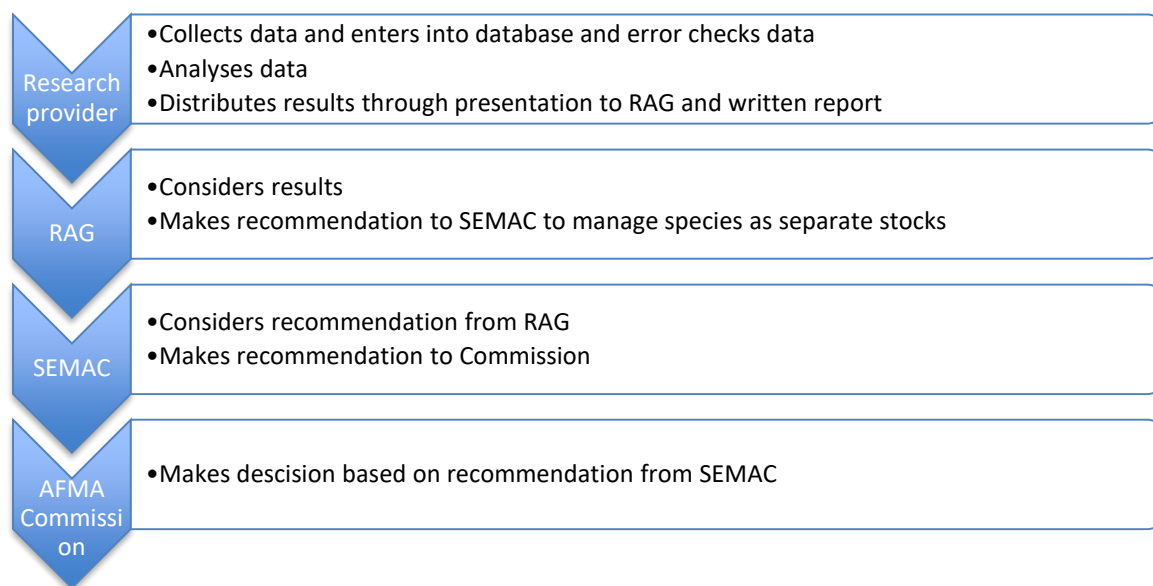 Research
provider
•Collects data and enters into database and error checks data
•Analyses data
•Distributes results through presentation to RAG and written report
RAG
•Considers results
•Makes recommendation to SEMAC to manage species as separate stocks
SEMAC
•Considers recommendation from RAG
•Makes recommendation to Commission
AFMA
Commissi
on
•Makes descision based on recommendation from SEMAC